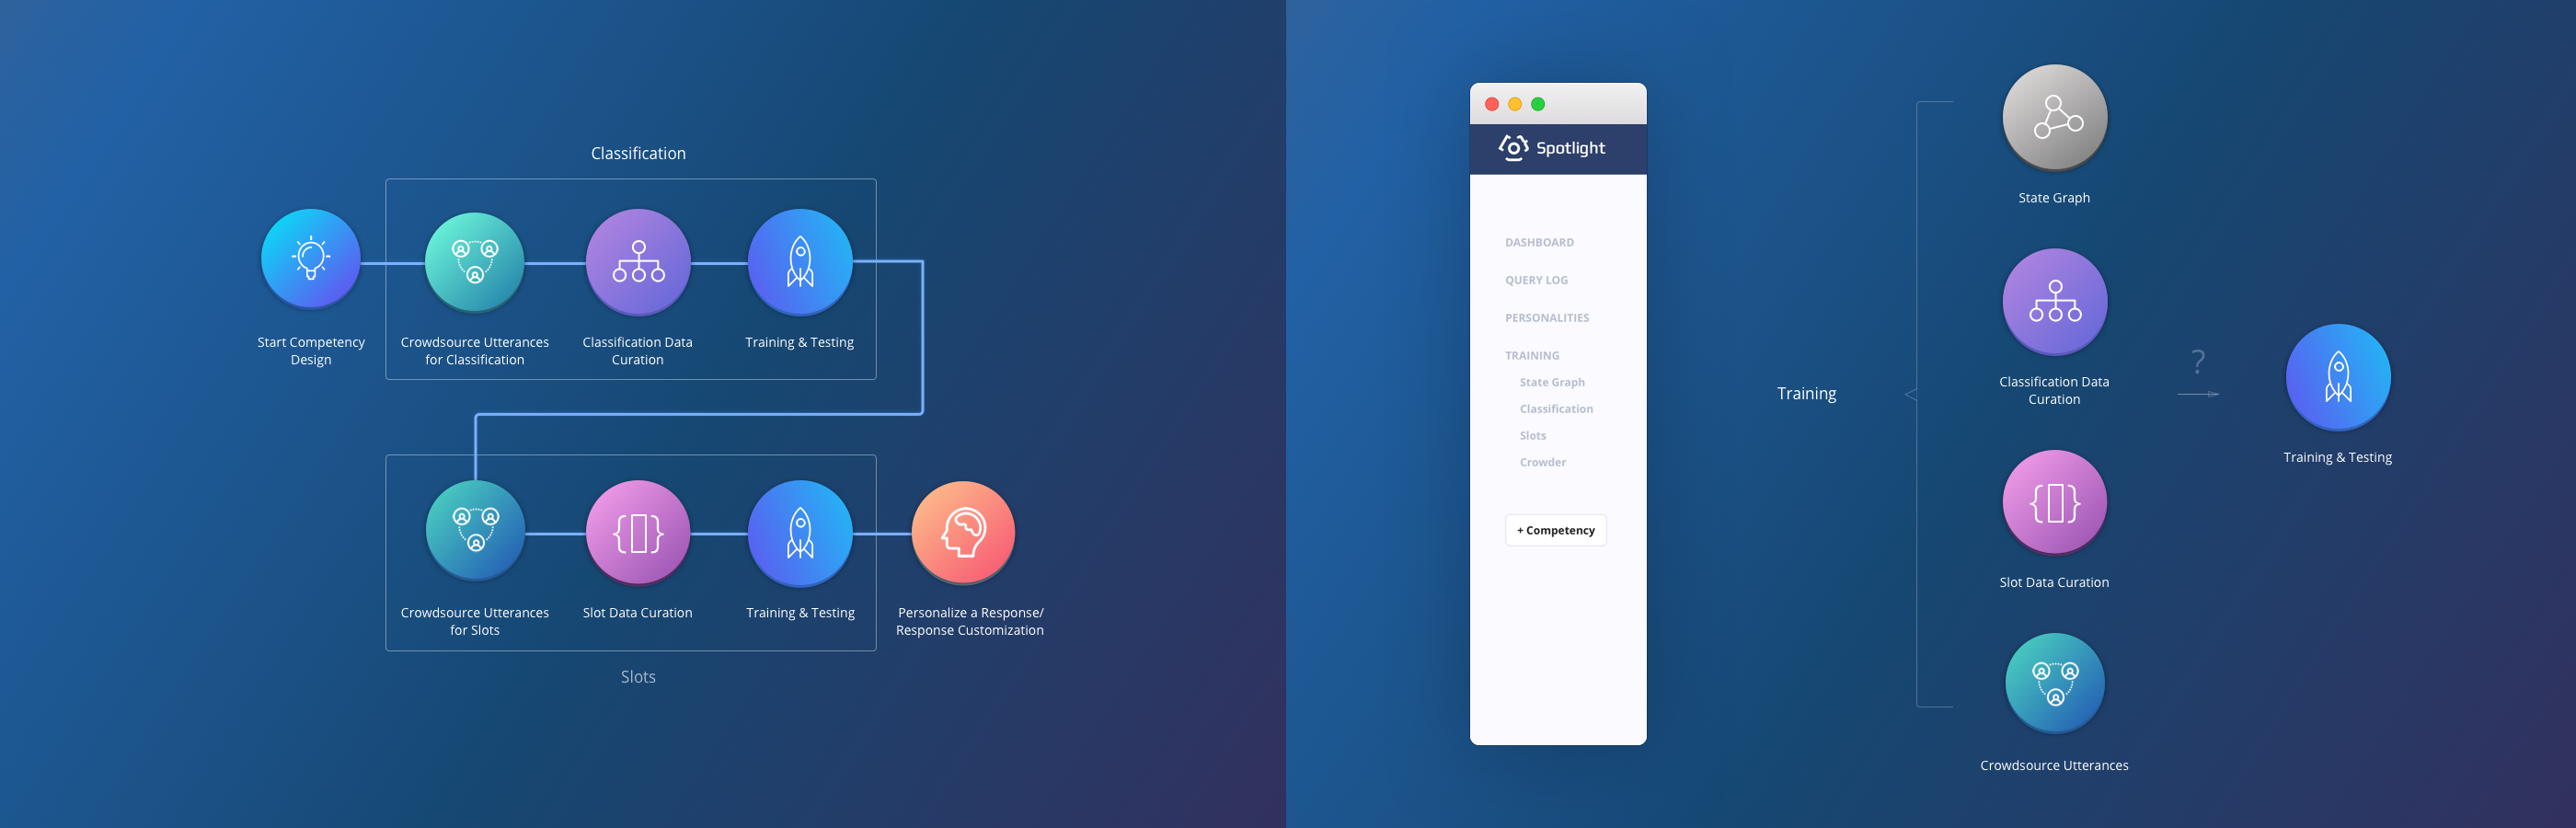 Classification
Start Competency
Design
Crowdsource Utterances
for Classification
Classification Data
Curation
Training & Testing
Crowdsource Utterances
for Slots
Slot Data Curation
Training & Testing
Personalize a Response/
Response Customization
Slots
Spotlight
DASHBOARD
QUERY LOG
PERSONALITIES
TRAINING
State Graph
Classification
Slots
Crowder
+ Competency
Training
State Graph
Classification Data
Curation
Slot Data Curation
Crowdsource Utterances
?
Training & Testing